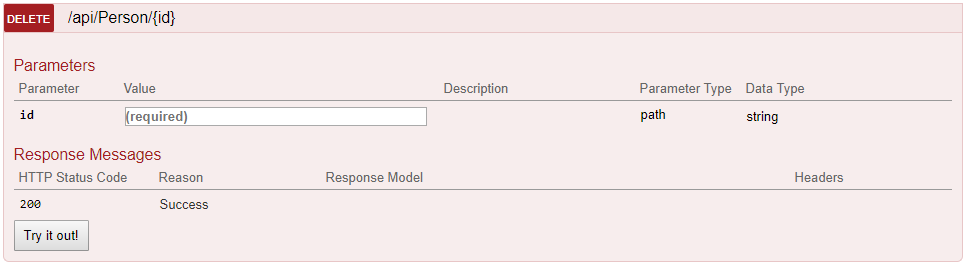 DELETE /api/Person/{id}
Parameters
Parameter Value Description Parameter Type Data Type
id (required) path string
Response Messages
HTTP Status Code Reason Response Model Headers
200 Success
Try it out!